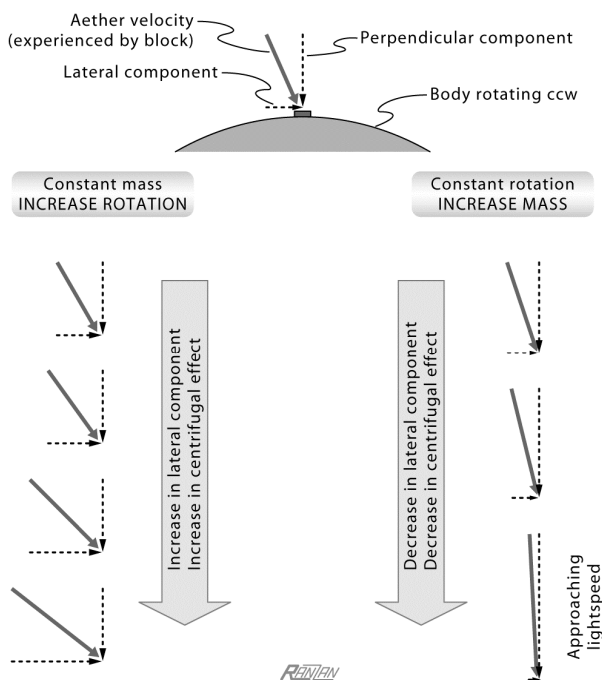 Aether velocity
(experienced by block)
Perpendicular component
Lateral component
Body rotating ccw
Constant mass
INCREASE ROTATION
Constant rotation
INCREASE MASS
Increase in lateral component
Increase in centrifugal effect
Decrease in lateral component
Decrease in centrifugal effect
Approaching
lightspeed
RANTAN